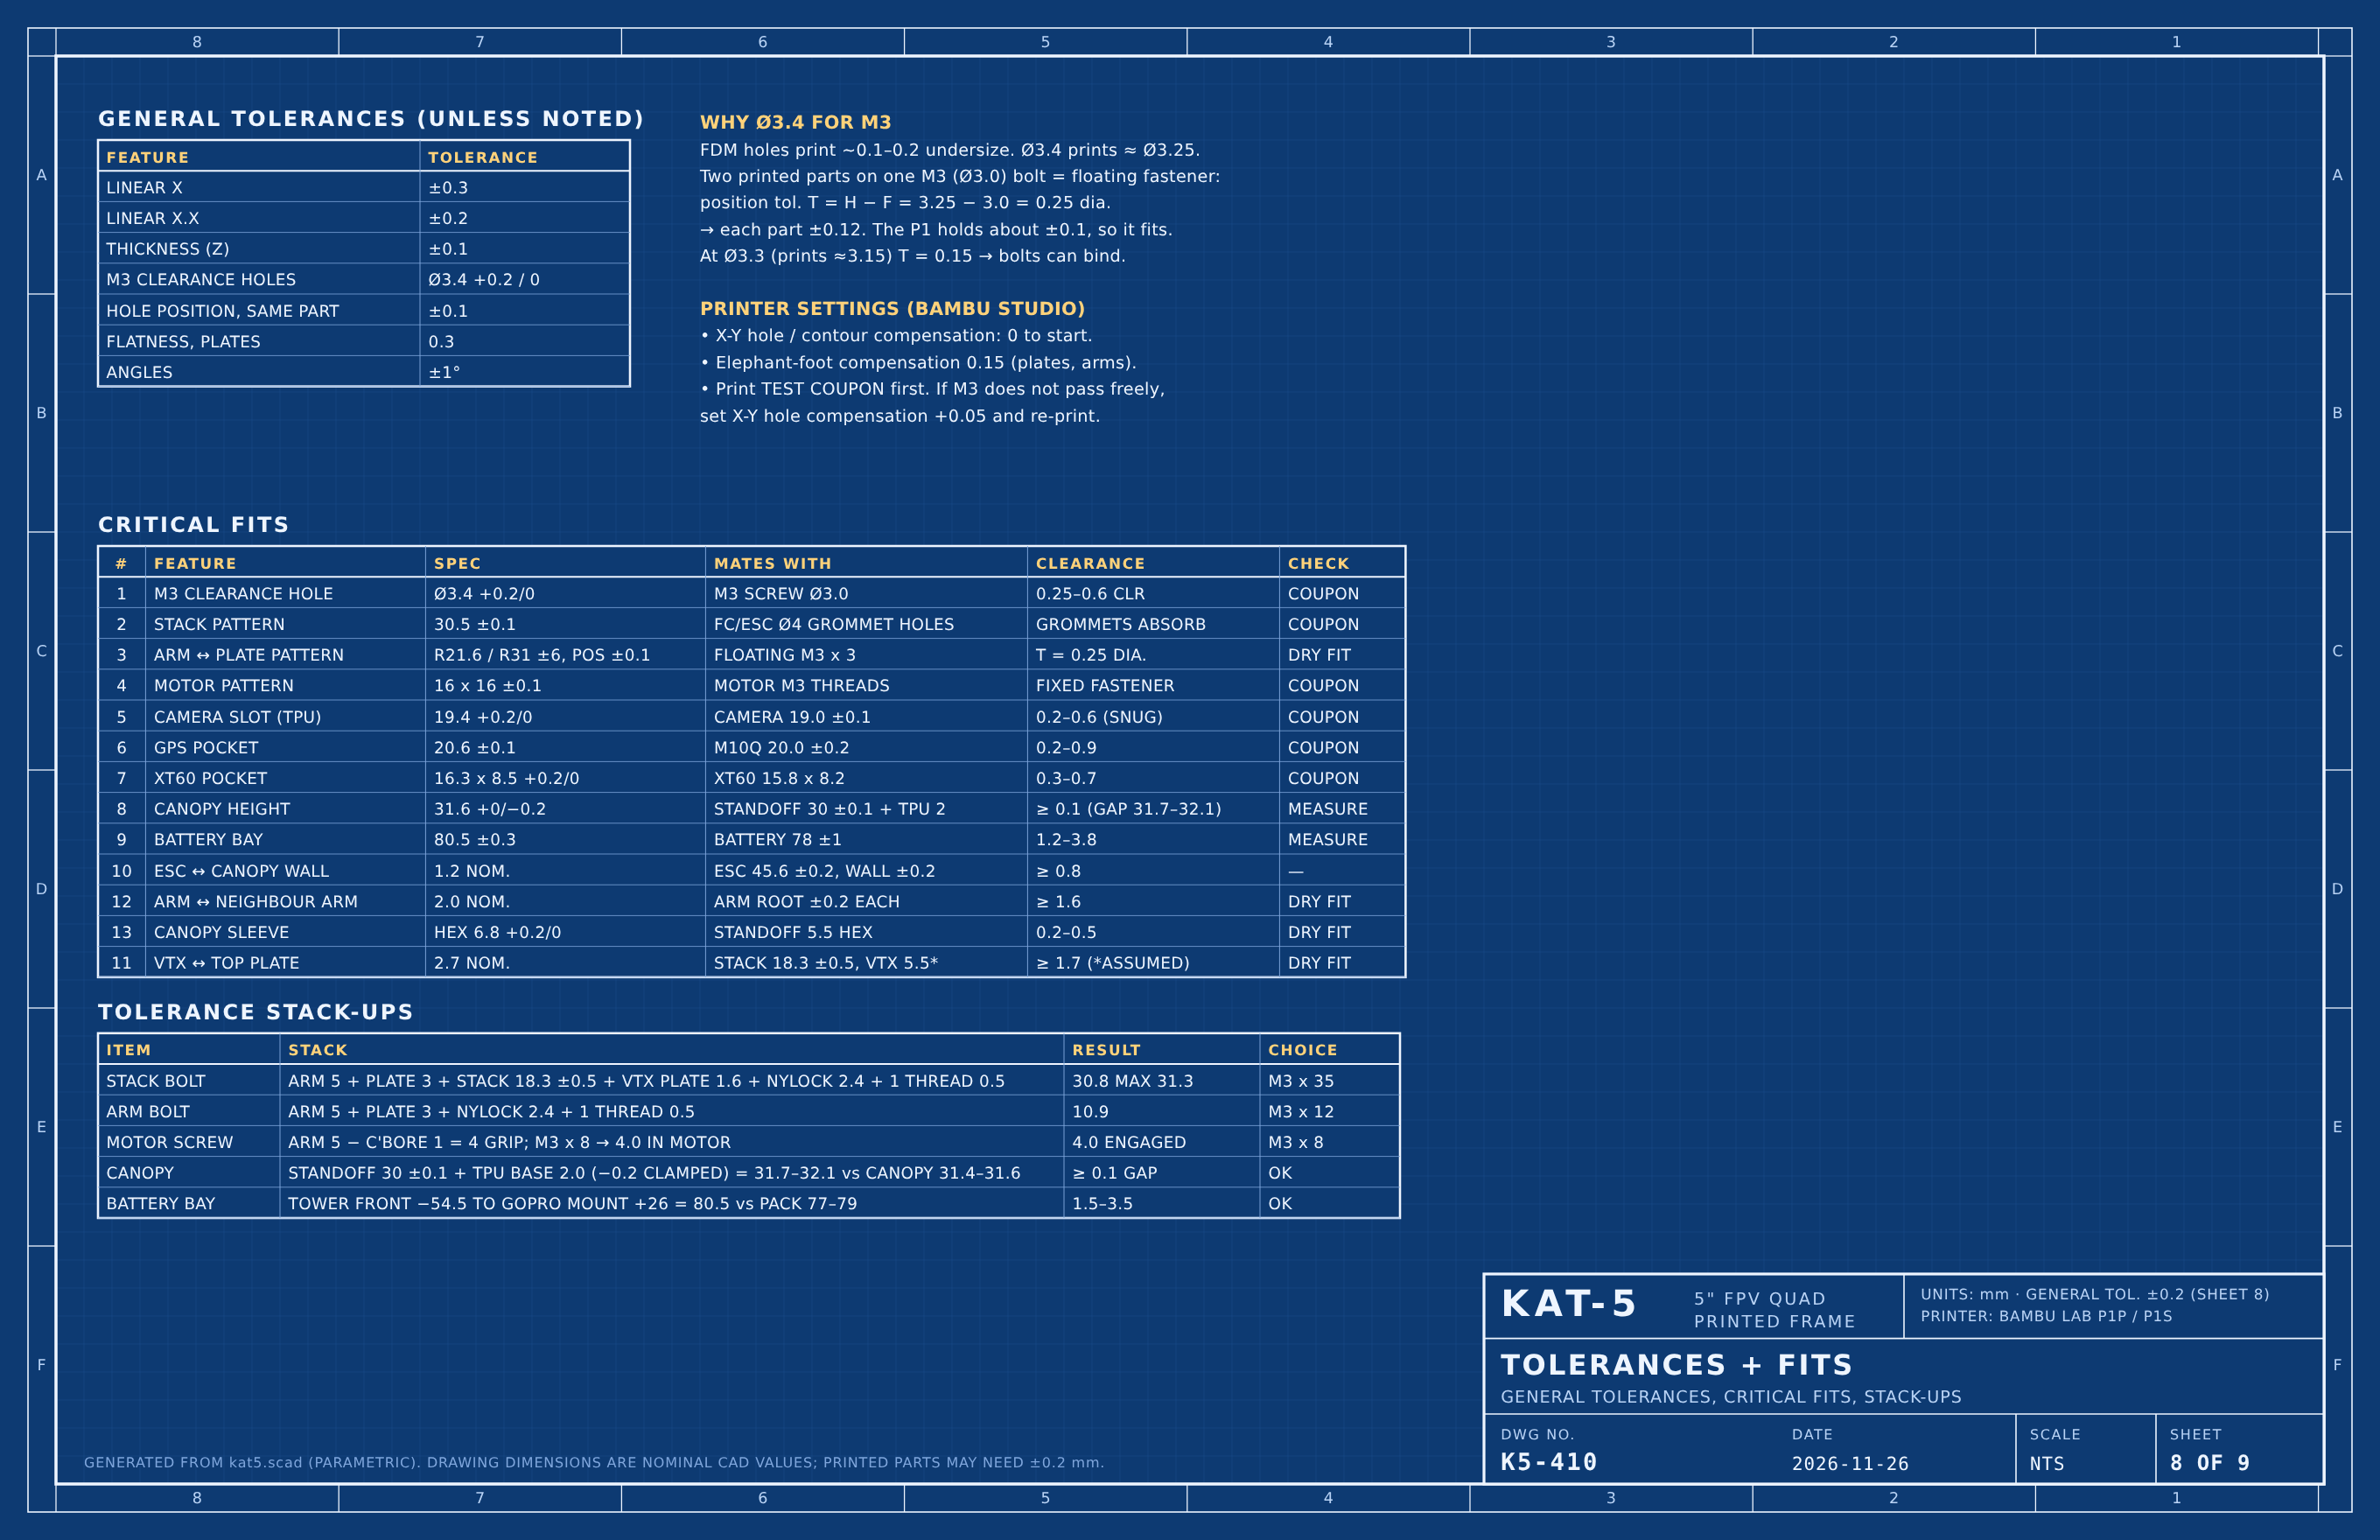 8 7 6 5 4 3 2 1
A A
B B
C C
D D
E E
F F
GENERAL TOLERANCES (UNLESS NOTED)
FEATURE TOLERANCE
LINEAR X ±0.3
LINEAR X.X ±0.2
THICKNESS (Z) ±0.1
M3 CLEARANCE HOLES Ø3.4 +0.2 / 0
HOLE POSITION, SAME PART ±0.1
FLATNESS, PLATES 0.3
ANGLES ±1°
WHY Ø3.4 FOR M3
FDM holes print ~0.1–0.2 undersize. Ø3.4 prints ≈ Ø3.25.
Two printed parts on one M3 (Ø3.0) bolt = floating fastener:
position tol. T = H − F = 3.25 − 3.0 = 0.25 dia.
→ each part ±0.12. The P1 holds about ±0.1, so it fits.
At Ø3.3 (prints ≈3.15) T = 0.15 → bolts can bind.
PRINTER SETTINGS (BAMBU STUDIO)
• X-Y hole / contour compensation: 0 to start.
• Elephant-foot compensation 0.15 (plates, arms).
• Print TEST COUPON first. If M3 does not pass freely,
set X-Y hole compensation +0.05 and re-print.
CRITICAL FITS
# FEATURE SPEC MATES WITH CLEARANCE CHECK
1 M3 CLEARANCE HOLE Ø3.4 +0.2/0 M3 SCREW Ø3.0 0.25–0.6 CLR COUPON
2 STACK PATTERN 30.5 ±0.1 FC/ESC Ø4 GROMMET HOLES GROMMETS ABSORB COUPON
3 ARM ↔ PLATE PATTERN R21.6 / R31 ±6, POS ±0.1 FLOATING M3 x 3 T = 0.25 DIA. DRY FIT
4 MOTOR PATTERN 16 x 16 ±0.1 MOTOR M3 THREADS FIXED FASTENER COUPON
5 CAMERA SLOT (TPU) 19.4 +0.2/0 CAMERA 19.0 ±0.1 0.2–0.6 (SNUG) COUPON
6 GPS POCKET 20.6 ±0.1 M10Q 20.0 ±0.2 0.2–0.9 COUPON
7 XT60 POCKET 16.3 x 8.5 +0.2/0 XT60 15.8 x 8.2 0.3–0.7 COUPON
8 CANOPY HEIGHT 31.6 +0/−0.2 STANDOFF 30 ±0.1 + TPU 2 ≥ 0.1 (GAP 31.7–32.1) MEASURE
9 BATTERY BAY 80.5 ±0.3 BATTERY 78 ±1 1.2–3.8 MEASURE
10 ESC ↔ CANOPY WALL 1.2 NOM. ESC 45.6 ±0.2, WALL ±0.2 ≥ 0.8 —
12 ARM ↔ NEIGHBOUR ARM 2.0 NOM. ARM ROOT ±0.2 EACH ≥ 1.6 DRY FIT
13 CANOPY SLEEVE HEX 6.8 +0.2/0 STANDOFF 5.5 HEX 0.2–0.5 DRY FIT
11 VTX ↔ TOP PLATE 2.7 NOM. STACK 18.3 ±0.5, VTX 5.5* ≥ 1.7 (*ASSUMED) DRY FIT
TOLERANCE STACK-UPS
ITEM STACK RESULT CHOICE
STACK BOLT ARM 5 + PLATE 3 + STACK 18.3 ±0.5 + VTX PLATE 1.6 + NYLOCK 2.4 + 1 THREAD 0.5 30.8 MAX 31.3 M3 x 35
ARM BOLT ARM 5 + PLATE 3 + NYLOCK 2.4 + 1 THREAD 0.5 10.9 M3 x 12
MOTOR SCREW ARM 5 − C'BORE 1 = 4 GRIP; M3 x 8 → 4.0 IN MOTOR 4.0 ENGAGED M3 x 8
CANOPY STANDOFF 30 ±0.1 + TPU BASE 2.0 (−0.2 CLAMPED) = 31.7–32.1 vs CANOPY 31.4–31.6 ≥ 0.1 GAP OK
BATTERY BAY TOWER FRONT −54.5 TO GOPRO MOUNT +26 = 80.5 vs PACK 77–79 1.5–3.5 OK
KAT-5 5" FPV QUAD
PRINTED FRAME
UNITS: mm · GENERAL TOL. ±0.2 (SHEET 8)
PRINTER: BAMBU LAB P1P / P1S
TOLERANCES + FITS
GENERAL TOLERANCES, CRITICAL FITS, STACK-UPS
DWG NO. DATE SCALE SHEET
K5-410 2026-11-26 NTS 8 OF 9
GENERATED FROM kat5.scad (PARAMETRIC). DRAWING DIMENSIONS ARE NOMINAL CAD VALUES; PRINTED PARTS MAY NEED ±0.2 mm.
8 7 6 5 4 3 2 1